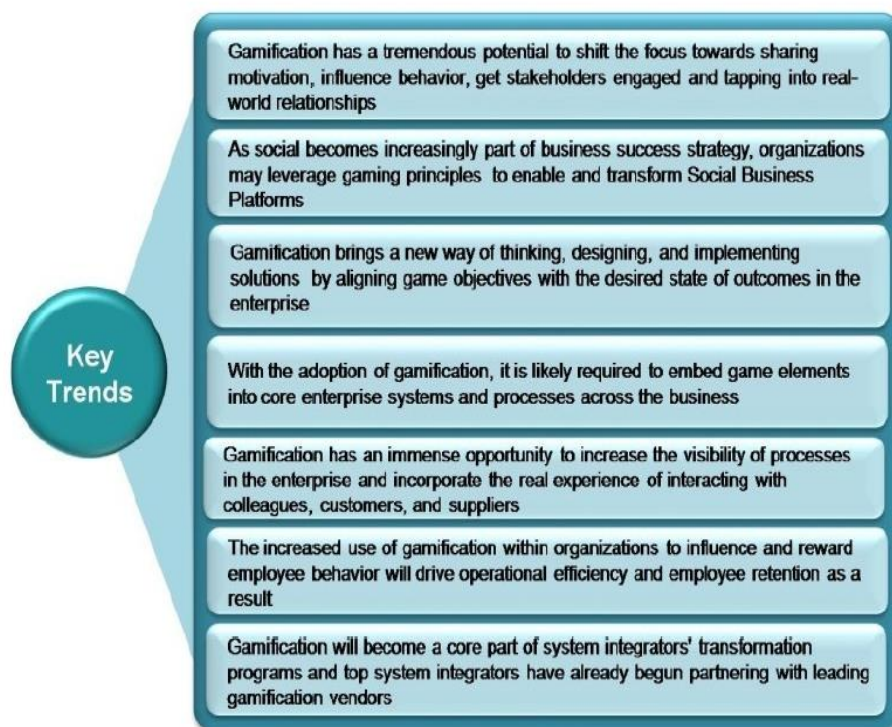 Key
Trends
Gamification has a tremendous potential to shift the focus towards sharing
motivation, influence behavior, get stakeholders engaged and tapping into real-
world relationships
As social becomes increasingly part of business success strategy, organizations
may leverage gaming principles to enable and transform Social Business
Platforms
Gamification brings a new way of thinking, designing, and implementing
solutions by aligning game objectives with the desired state of outcomes in the
enterprise
With the adoption of gamification, it is likely required to embed game elements
into core enterprise systems and processes across the business
Gamification has an immense opportunity to increase the visibility of processes
in the enterprise and incorporate the real experience of interacting with
colleagues, customers, and suppliers
The increased use of gamification within organizations to influence and reward
employee behavior will drive operational efficiency and employee retention as a
result
Gamification will become a core part of system integrators' transformation
programs and top system integrators have already begun partnering with leading
gamification vendors